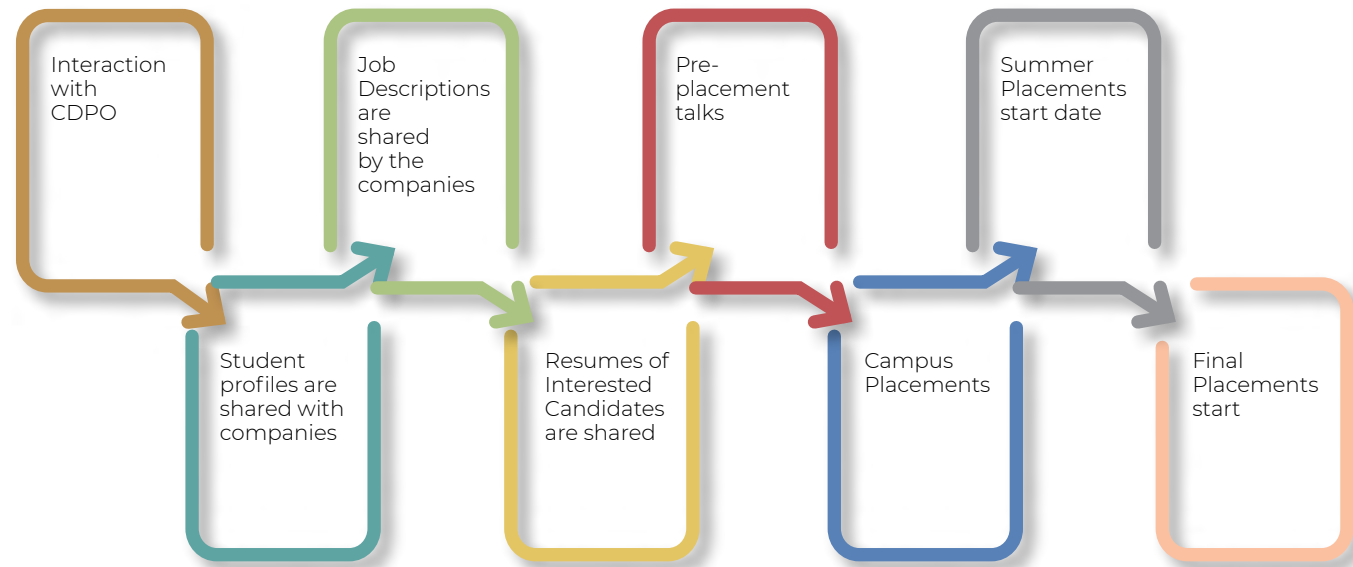 Interaction
with
CDPO
Student
profiles are
shared with
companies
Job
Descriptions
are
shared
by the
companies
Resumes of
Interested
Candidates
are shared
Pre-
placement
talks
Campus
Placements
Summer
Placements
start date
Final
Placements
start